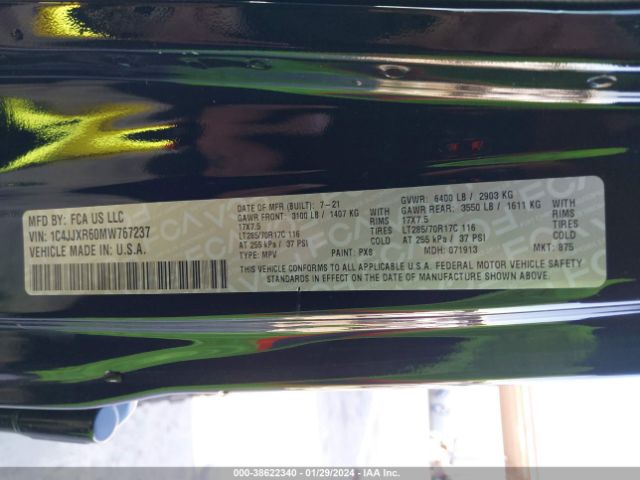 MFD BY: FCA US LLC
VIN: 1C4JJXR60MW767237
VEHICLE MADE IN U.S.A.
DATE OF MFR (BUILT): 7-21
GAWR FRONT: 3100 LB / 1407 KG WITH
17X7.5 RIMS
LT285/70R17C 116 TIRES
AT 255 kPa / 37 PSI COLD
TYPE: MPV PAINT: PX8
GVWR: 6400 LB / 2903 KG
GAWR REAR: 3550 LB / 1611 KG WITH
17X7.5 RIMS
LT285/70R17C 116 TIRES
AT 255 kPa / 37 PSI COLD
MDH: 071913 MKT: 875
THIS VEHICLE CONFORMS TO ALL APPLICABLE U.S.A. FEDERAL MOTOR VEHICLE SAFETY
STANDARDS IN EFFECT ON THE DATE OF MANUFACTURE SHOWN ABOVE.
000-38622340 - 01/29/2024 - IAA Inc.